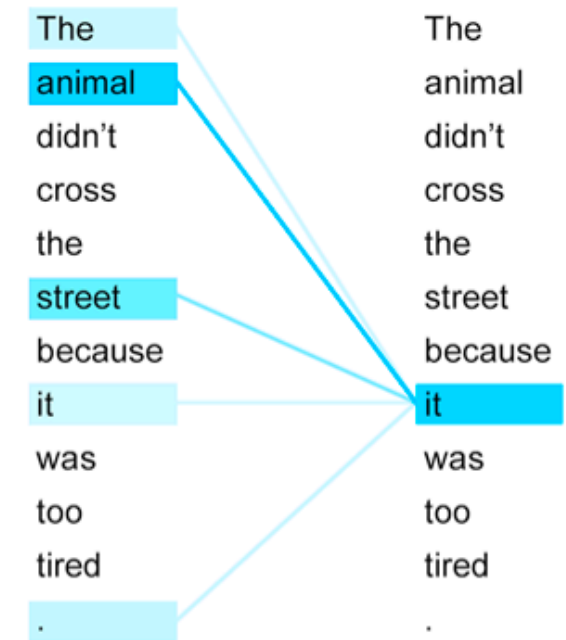 The The
animal animal
didn’t didn’t
cross cross
the the
street street
because because
it it
was was
too too
tired tired
. .